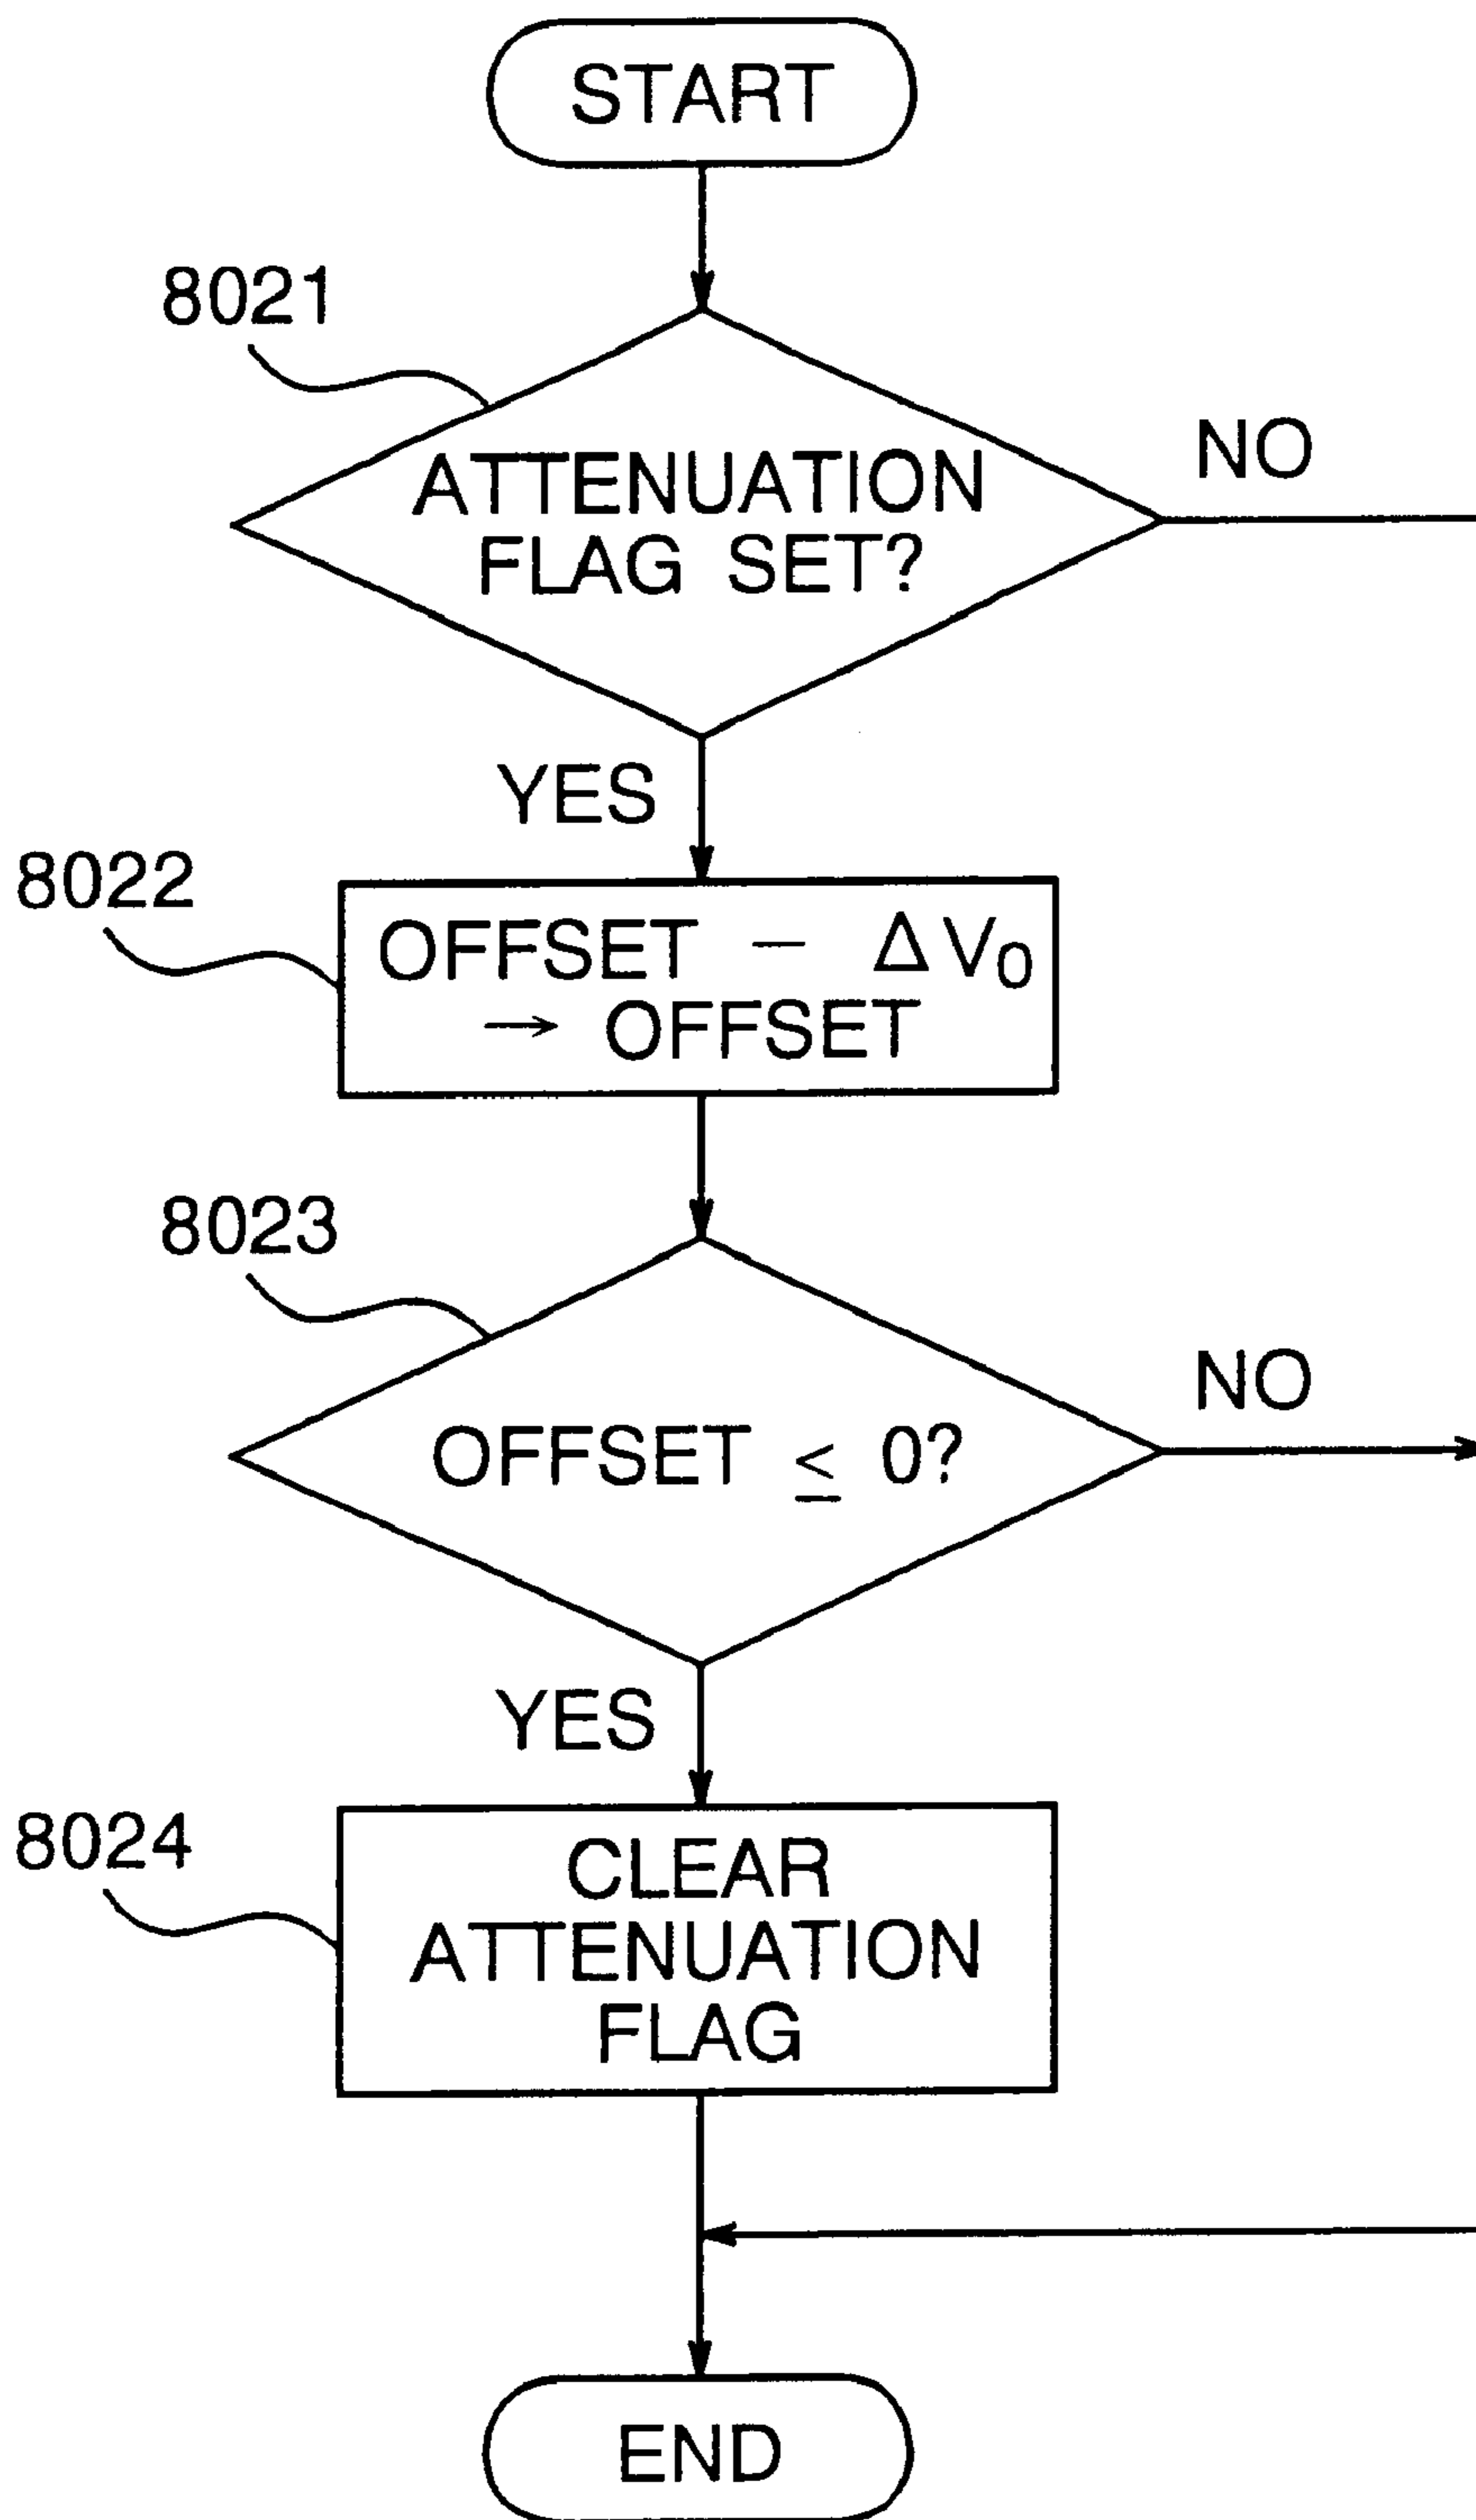 START
8021
ATTENUATION
FLAG SET?
NO
YES
8022
OFFSET − ΔV₀
→ OFFSET
8023
OFFSET ≤ 0?
NO
YES
8024
CLEAR
ATTENUATION
FLAG
END